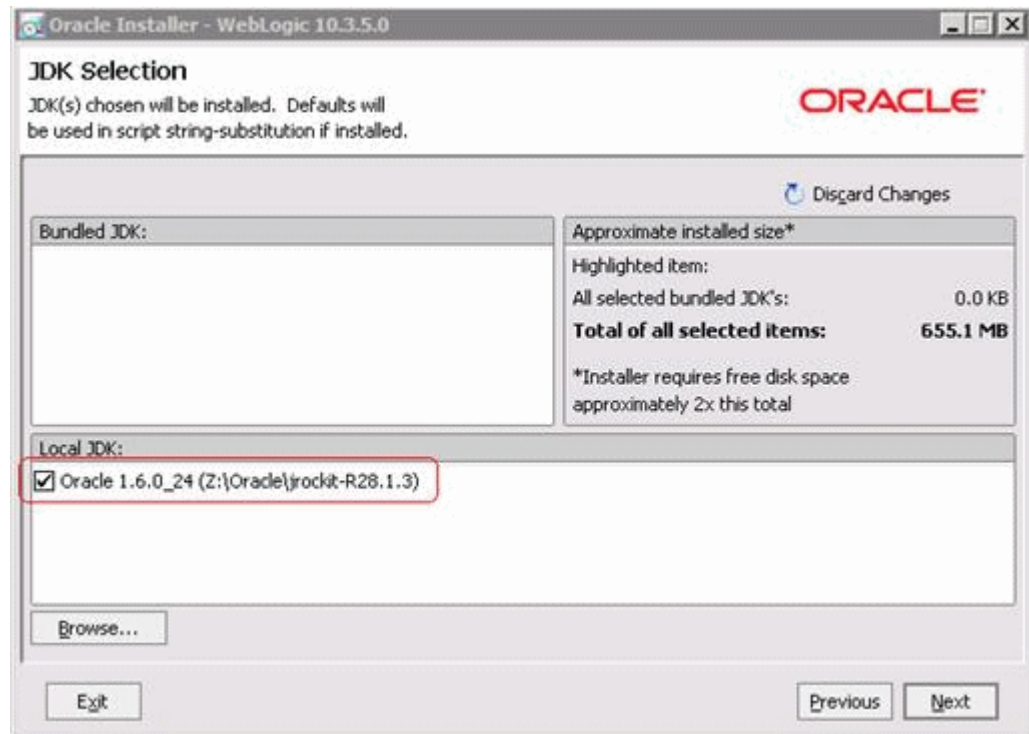 Oracle Installer - WebLogic 10.3.5.0
JDK Selection
JDK(s) chosen will be installed. Defaults will
be used in script string-substitution if installed.
ORACLE
Discard Changes
Bundled JDK:
Approximate installed size*
Highlighted item:
All selected bundled JDK's: 0.0 KB
Total of all selected items: 655.1 MB
*Installer requires free disk space
approximately 2x this total
Local JDK:
Oracle 1.6.0_24 (Z:\Oracle\jrockit-R28.1.3)
Browse...
Exit
Previous
Next